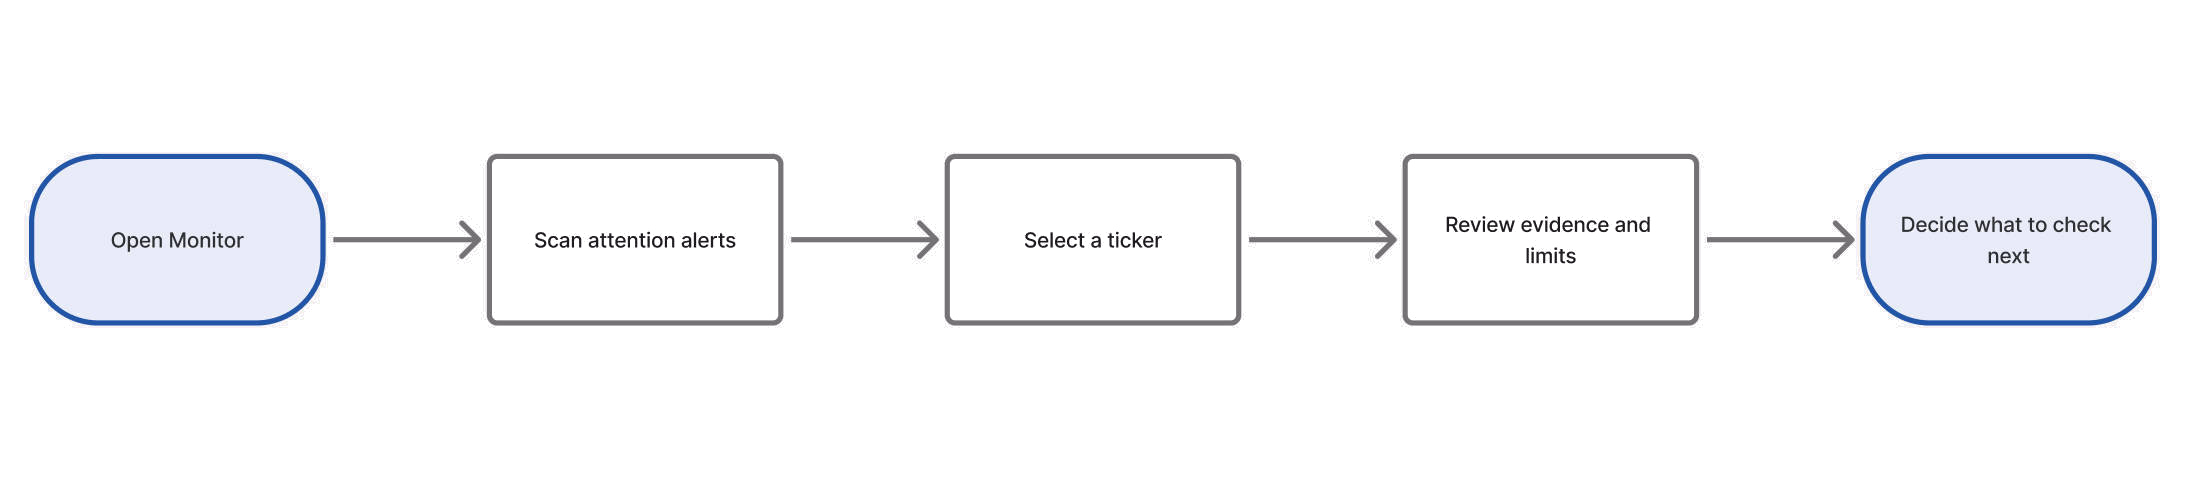 Open Monitor
Scan attention alerts
Select a ticker
Review evidence and
limits
Decide what to check
next